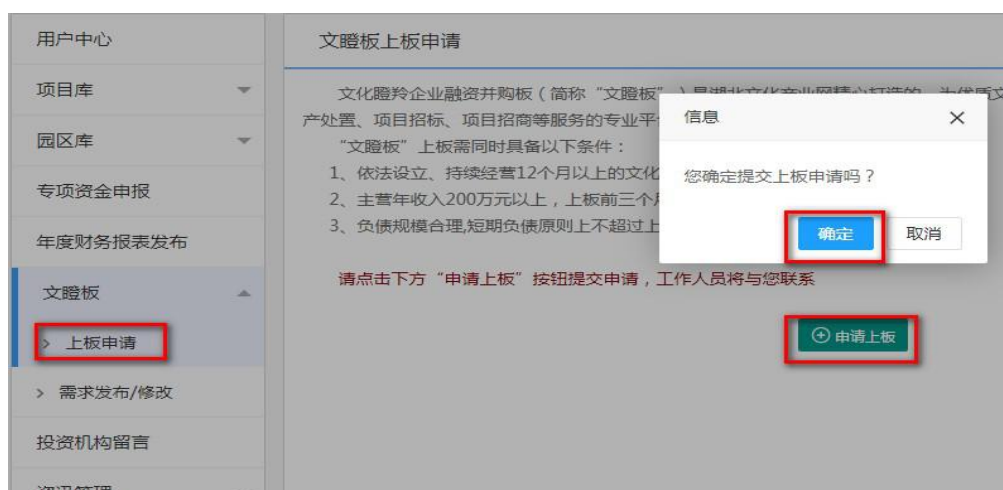 用户中心
项目库
园区库
专项资金申报
年度财务报表发布
文瞪板
> 上板申请
> 需求发布/修改
投资机构留言
文瞪板上板申请
文化瞪羚企业融资并购板(简称“文瞪板”)是湖北文化产业网精心打造的、为优质文
产处置、项目招标、项目招商等服务的专业平
“文瞪板”上板需同时具备以下条件:
1、依法设立、持续经营12个月以上的文化
2、主营年收入200万元以上,上板前三个月
3、负债规模合理,短期负债原则上不超过上
请点击下方“申请上板”按钮提交申请,工作人员将与您联系
申请上板
信息
您确定提交上板申请吗?
确定
取消